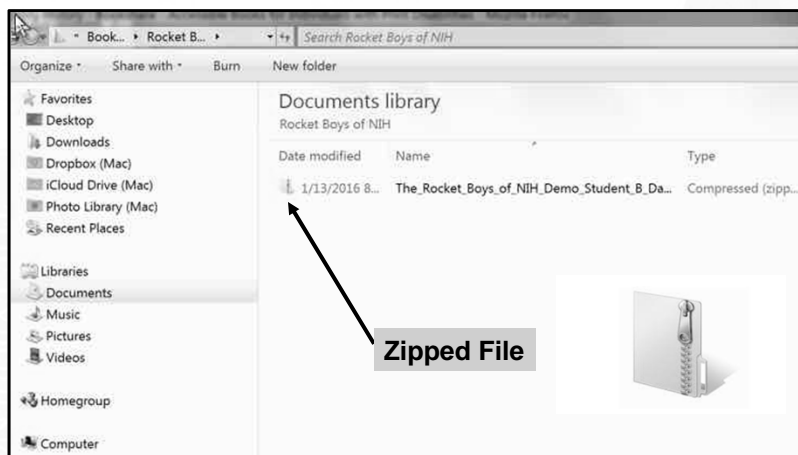 Book... Rocket B...
Search Rocket Boys of NIH
Organize Share with Burn New folder
Favorites
Desktop
Downloads
Dropbox (Mac)
iCloud Drive (Mac)
Photo Library (Mac)
Recent Places
Libraries
Documents
Music
Pictures
Videos
Homegroup
Computer
Documents library
Rocket Boys of NIH
Date modified Name Type
1/13/2016 8... The_Rocket_Boys_of_NIH_Demo_Student_B_Da... Compressed (zipp...
Zipped File